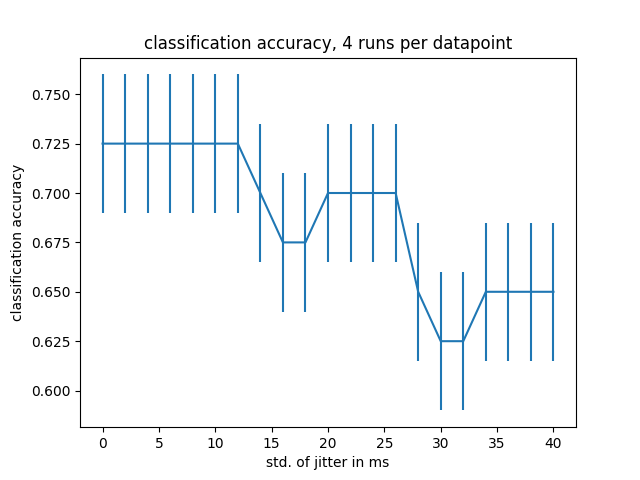 classification accuracy, 4 runs per datapoint
classification accuracy
0.750
0.725
0.700
0.675
0.650
0.625
0.600
0 5 10 15 20 25 30 35 40
std. of jitter in ms